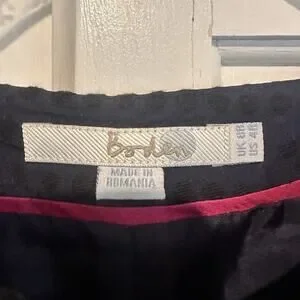 Boden
UK 8R
US 4R
MADE IN
ROMANIA